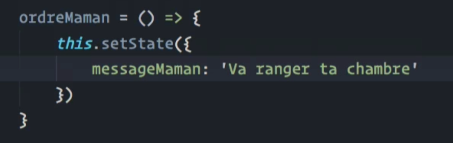 ordreMaman = () => {
this.setState({
messageMaman: 'Va ranger ta chambre'
})
}